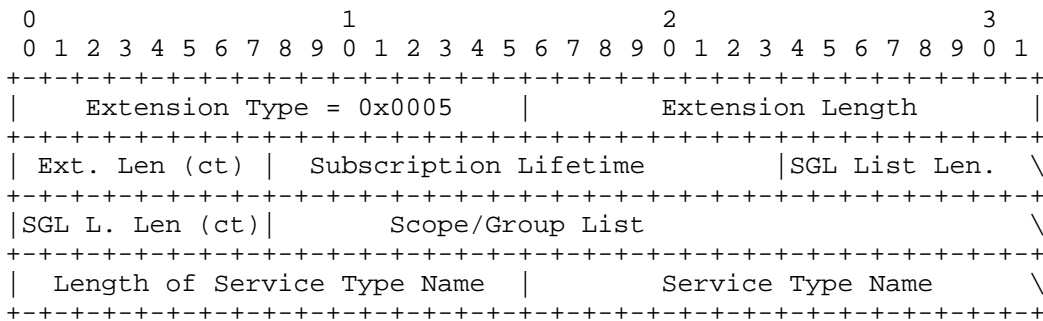 0                   1                   2                   3
 0 1 2 3 4 5 6 7 8 9 0 1 2 3 4 5 6 7 8 9 0 1 2 3 4 5 6 7 8 9 0 1
+-+-+-+-+-+-+-+-+-+-+-+-+-+-+-+-+-+-+-+-+-+-+-+-+-+-+-+-+-+-+-+-+
|    Extension Type = 0x0005    |        Extension Length       |
+-+-+-+-+-+-+-+-+-+-+-+-+-+-+-+-+-+-+-+-+-+-+-+-+-+-+-+-+-+-+-+-+
| Ext. Len (ct) |  Subscription Lifetime        |SGL List Len.  \
+-+-+-+-+-+-+-+-+-+-+-+-+-+-+-+-+-+-+-+-+-+-+-+-+-+-+-+-+-+-+-+-+
|SGL L. Len (ct)|       Scope/Group List                        \
+-+-+-+-+-+-+-+-+-+-+-+-+-+-+-+-+-+-+-+-+-+-+-+-+-+-+-+-+-+-+-+-+
|  Length of Service Type Name  |        Service Type Name      \
+-+-+-+-+-+-+-+-+-+-+-+-+-+-+-+-+-+-+-+-+-+-+-+-+-+-+-+-+-+-+-+-+